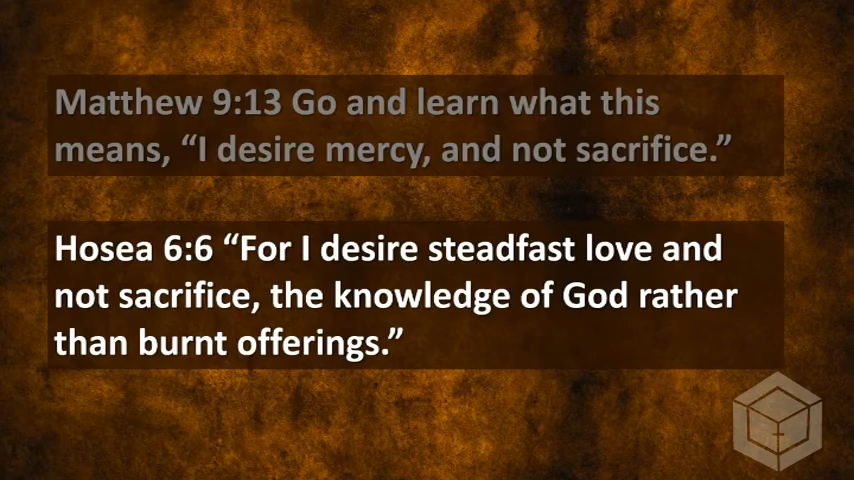 Matthew 9:13 Go and learn what this
means, “I desire mercy, and not sacrifice.”
Hosea 6:6 “For I desire steadfast love and
not sacrifice, the knowledge of God rather
than burnt offerings.”